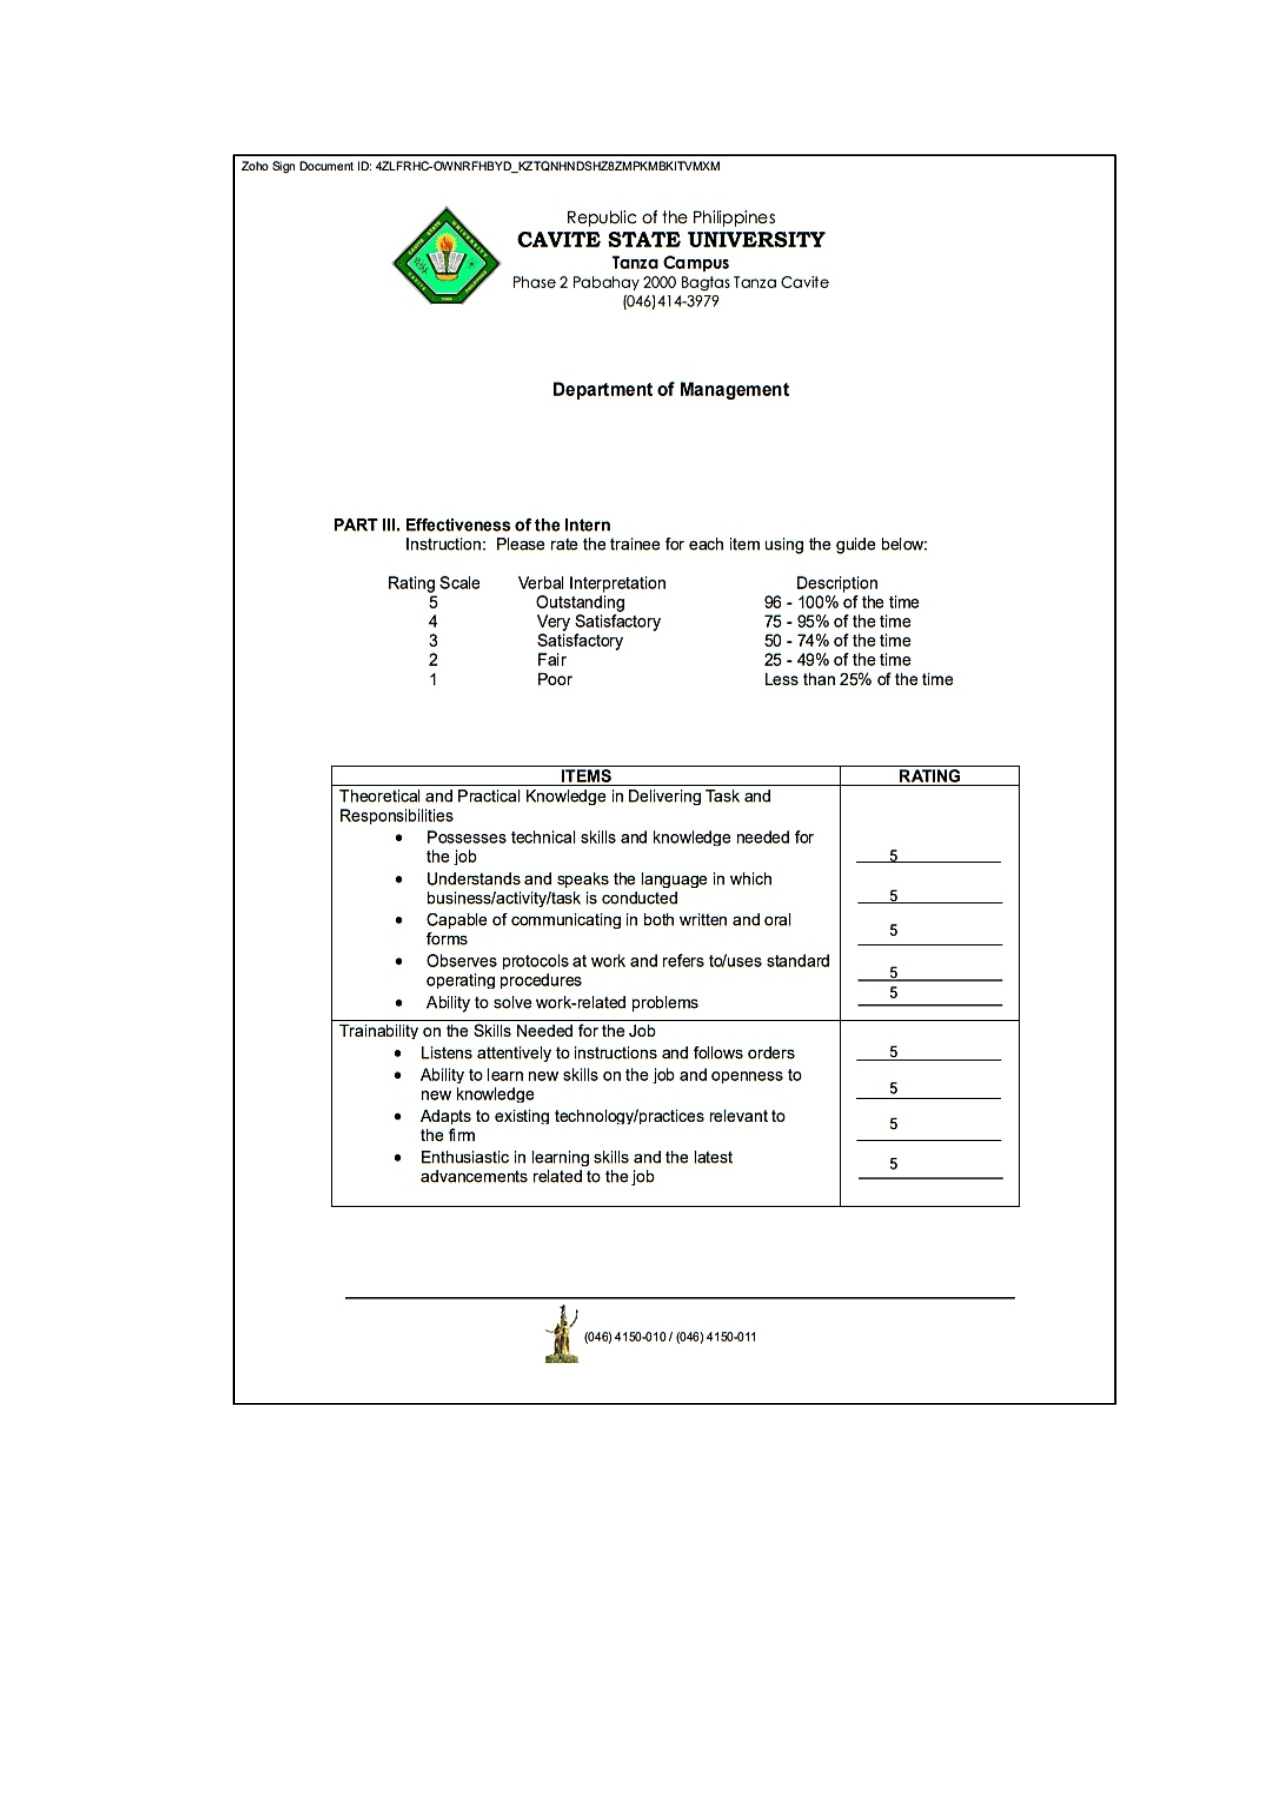 Zoho Sign Document ID: 4ZLFRHC-OWNRFHBYD_KZTQNHNDSHZ8ZMPKMBKITVMXM
Republic of the Philippines
CAVITE STATE UNIVERSITY
Tanza Campus
Phase 2 Pabahay 2000 Bagtas Tanza Cavite
(046) 414-3979
CAVITE STATE UNIVERSITY
Department of Management
PART III. Effectiveness of the Intern
Instruction: Please rate the trainee for each item using the guide below:
Rating Scale Verbal Interpretation Description
5 Outstanding 96 - 100% of the time
4 Very Satisfactory 75 - 95% of the time
3 Satisfactory 50 - 74% of the time
2 Fair 25 - 49% of the time
1 Poor Less than 25% of the time
ITEMS RATING
Theoretical and Practical Knowledge in Delivering Task and
Responsibilities
• Possesses technical skills and knowledge needed for
the job 5
• Understands and speaks the language in which
business/activity/task is conducted 5
• Capable of communicating in both written and oral
forms 5
• Observes protocols at work and refers to/uses standard
operating procedures 5
• Ability to solve work-related problems 5
Trainability on the Skills Needed for the Job
• Listens attentively to instructions and follows orders 5
• Ability to learn new skills on the job and openness to
new knowledge 5
• Adapts to existing technology/practices relevant to
the firm 5
• Enthusiastic in learning skills and the latest
advancements related to the job 5
(046) 4150-010 / (046) 4150-011